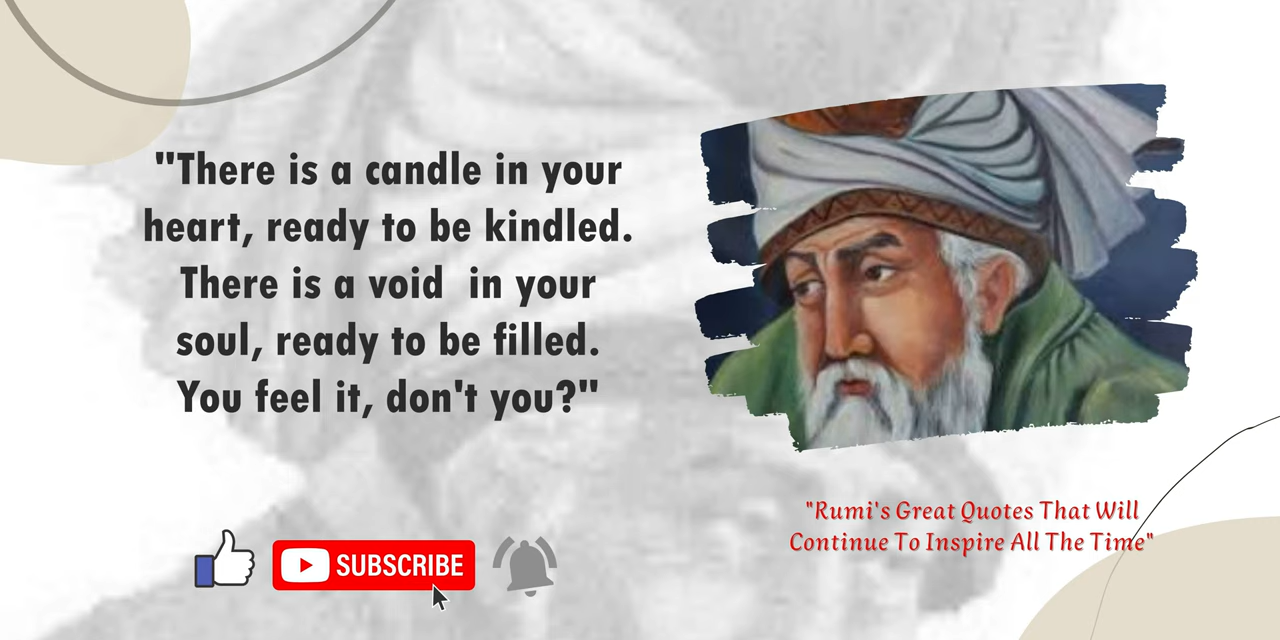 "There is a candle in your
heart, ready to be kindled.
There is a void  in your
soul, ready to be filled.
You feel it, don't you?"
SUBSCRIBE
"Rumi's Great Quotes That Will
Continue To Inspire All The Time"